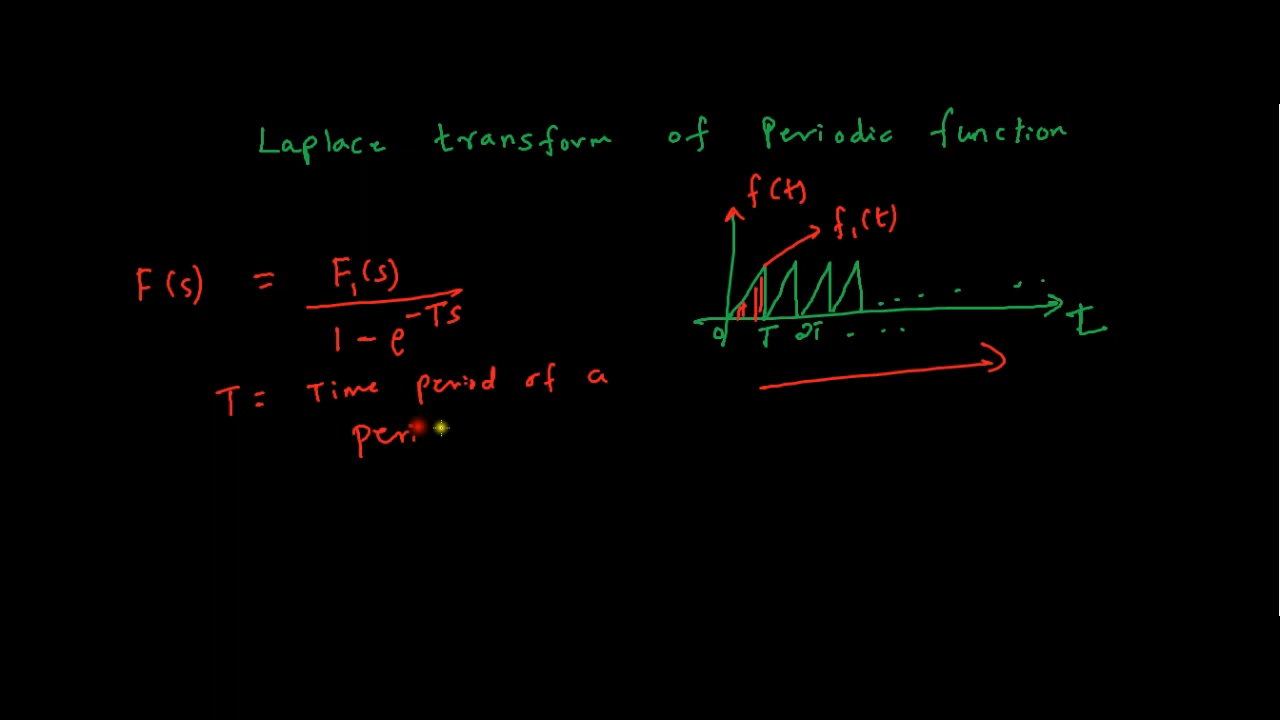 Laplace transform of Periodic function
f(t)
f₁(t)
F(s) = F₁(s)
1 - e^-Ts
0 T 2T . . . .
t
T = Time period of a
peri